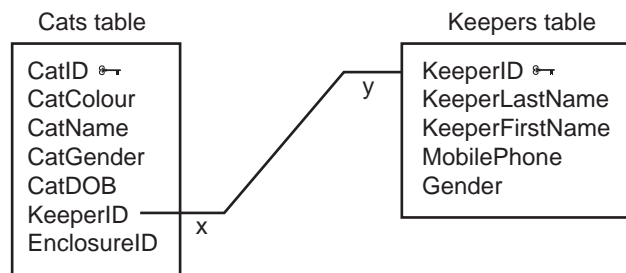 Cats table
CatID
CatColour
CatName
CatGender
CatDOB
KeeperID
EnclosureID
x
y
Keepers table
KeeperID
KeeperLastName
KeeperFirstName
MobilePhone
Gender